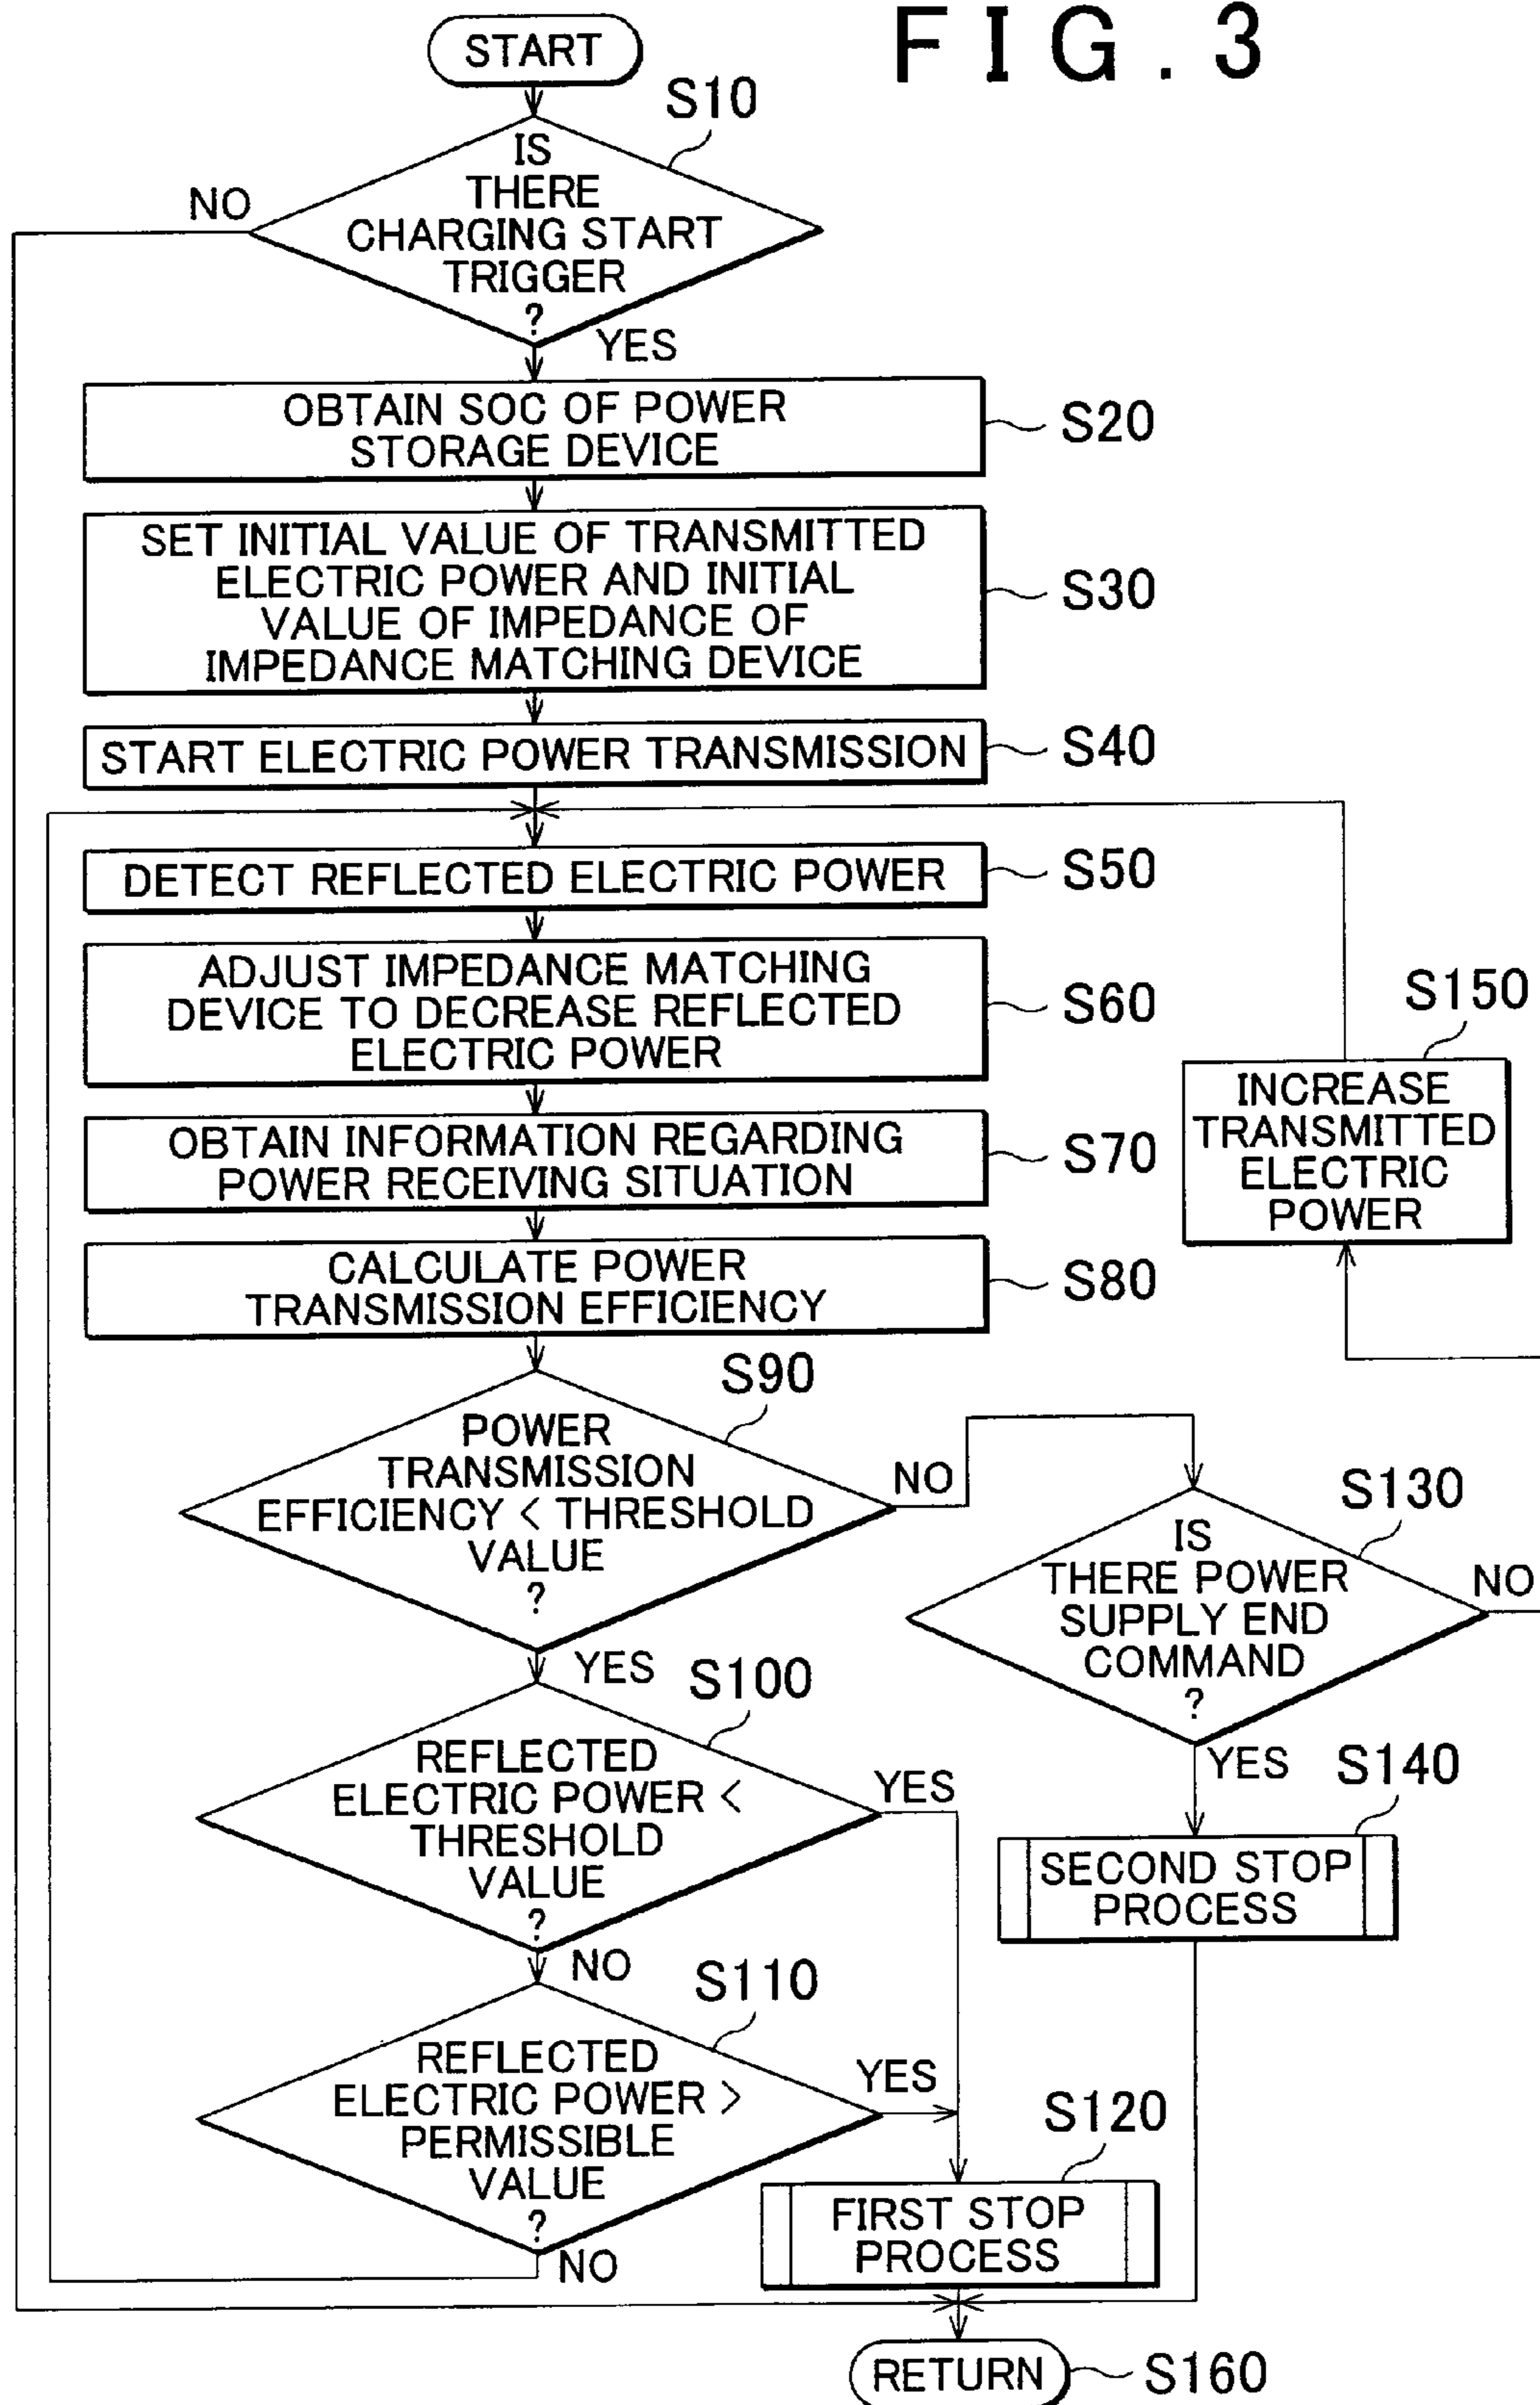 FIG.3
START
S10
IS
THERE
CHARGING START
TRIGGER
?
NO
YES
OBTAIN SOC OF POWER
STORAGE DEVICE
S20
SET INITIAL VALUE OF TRANSMITTED
ELECTRIC POWER AND INITIAL
VALUE OF IMPEDANCE OF
IMPEDANCE MATCHING DEVICE
S30
START ELECTRIC POWER TRANSMISSION
S40
DETECT REFLECTED ELECTRIC POWER
S50
ADJUST IMPEDANCE MATCHING
DEVICE TO DECREASE REFLECTED
ELECTRIC POWER
S60
S150
INCREASE
TRANSMITTED
ELECTRIC
POWER
OBTAIN INFORMATION REGARDING
POWER RECEIVING SITUATION
S70
CALCULATE POWER
TRANSMISSION EFFICIENCY
S80
S90
POWER
TRANSMISSION
EFFICIENCY < THRESHOLD
VALUE
?
NO
YES
S130
IS
THERE POWER
SUPPLY END
COMMAND
?
NO
YES
S100
REFLECTED
ELECTRIC POWER <
THRESHOLD
VALUE
?
YES
NO
S140
SECOND STOP
PROCESS
S110
REFLECTED
ELECTRIC POWER >
PERMISSIBLE
VALUE
?
YES
NO
S120
FIRST STOP
PROCESS
RETURN
S160